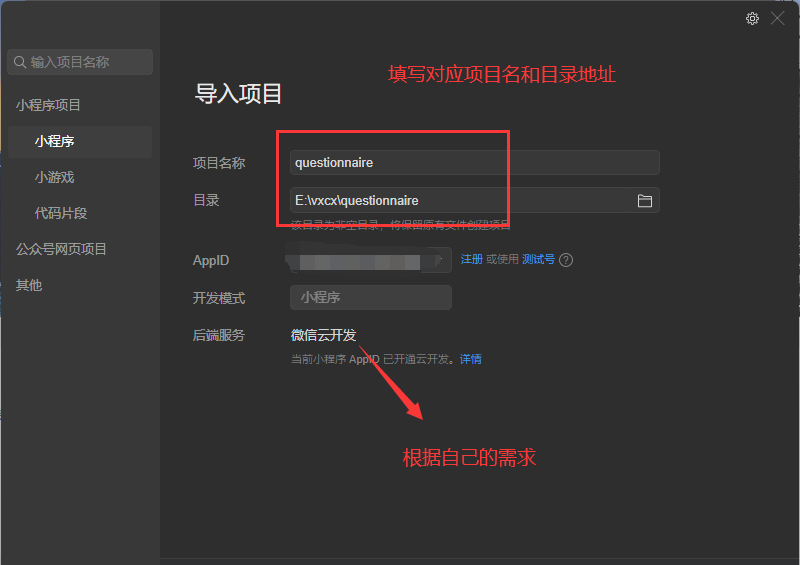 输入项目名称
小程序项目
小程序
小游戏
代码片段
公众号网页项目
其他
填写对应项目名和目录地址
导入项目
项目名称 questionnaire
目录 E:\vxcx\questionnaire
该目录为非空目录，将保留原有文件创建项目
AppID 注册 或使用 测试号 ?
开发模式 小程序
后端服务 微信云开发
当前小程序 AppID 已开通云开发。详情
根据自己的需求